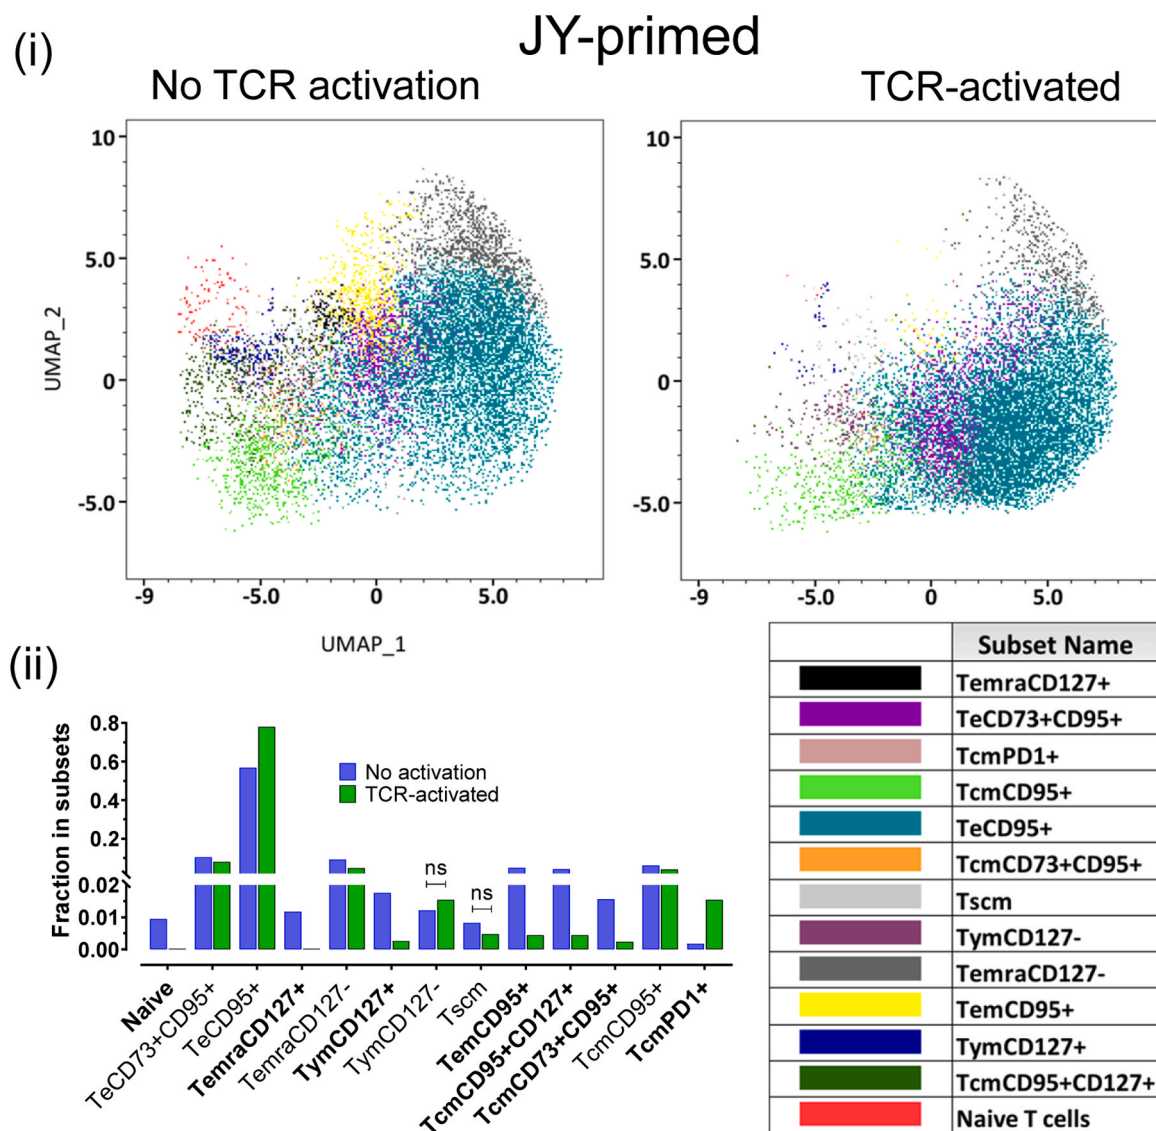 (i)
JY-primed
No TCR activation
TCR-activated
10
5.0
0
-5.0
UMAP_2
-9
-5.0
0
5.0
UMAP_1
10
5.0
0
-5.0
-9
0
5.0
(ii)
Fraction in subsets
0.8
0.6
0.4
0.2
0.02
0.01
0.00
No activation
TCR-activated
ns
ns
Naive
TeCD73+CD95+
TeCD95+
TemraCD127+
TemraCD127-
TymCD127+
TymCD127-
Tscm
TemCD95+
TcmCD95+CD127+
TcmCD73+CD95+
TcmCD95+
TcmPD1+
Subset Name
TemraCD127+
TeCD73+CD95+
TcmPD1+
TcmCD95+
TeCD95+
TcmCD73+CD95+
Tscm
TymCD127-
TemraCD127-
TemCD95+
TymCD127+
TcmCD95+CD127+
Naive T cells